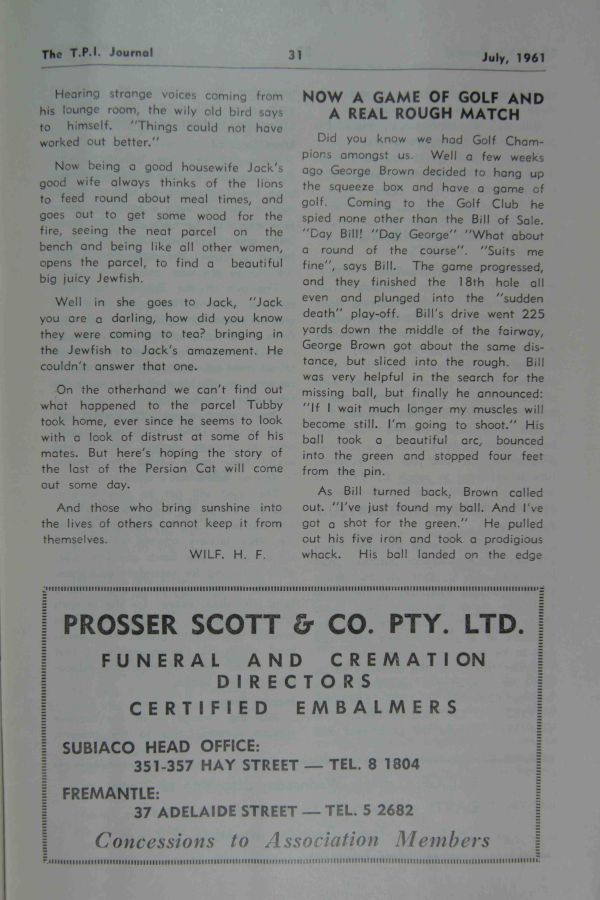 The T.P.I. Journal 31 July, 1961
Hearing strange voices coming from
his lounge room, the wily old bird says
to himself. "Things could not have
worked out better."
Now being a good housewife Jack's
good wife always thinks of the lions
to feed round about meal times, and
goes out to get some wood for the
fire, seeing the neat parcel on the
bench and being like all other women,
opens the parcel, to find a beautiful
big juicy Jewfish.
Well in she goes to Jack, "Jack
you are a darling, how did you know
they were coming to tea? bringing in
the Jewfish to Jack's amazement. He
couldn't answer that one.
On the otherhand we can't find out
what happened to the parcel Tubby
took home, ever since he seems to look
with a look of distrust at some of his
mates. But here's hoping the story of
the last of the Persian Cat will come
out some day.
And those who bring sunshine into
the lives of others cannot keep it from
themselves.
WILF. H. F.
NOW A GAME OF GOLF AND
A REAL ROUGH MATCH
Did you know we had Golf Cham-
pions amongst us. Well a few weeks
ago George Brown decided to hang up
the squeeze box and have a game of
golf. Coming to the Golf Club he
spied none other than the Bill of Sale.
"Day Bill! "Day George" "What about
a round of the course". "Suits me
fine", says Bill. The game progressed,
and they finished the 18th hole all
even and plunged into the "sudden
death" play-off. Bill's drive went 225
yards down the middle of the fairway,
George Brown got about the same dis-
tance, but sliced into the rough. Bill
was very helpful in the search for the
missing ball, but finally he announced:
"If I wait much longer my muscles will
become still. I'm going to shoot." His
ball took a beautiful arc, bounced
into the green and stopped four feet
from the pin.
As Bill turned back, Brown called
out. "I've just found my ball. And I've
got a shot for the green." He pulled
out his five iron and took a prodigious
whack. His ball landed on the edge
PROSSER SCOTT & CO. PTY. LTD.
FUNERAL AND CREMATION
DIRECTORS
CERTIFIED EMBALMERS
SUBIACO HEAD OFFICE:
351-357 HAY STREET — TEL. 8 1804
FREMANTLE:
37 ADELAIDE STREET — TEL. 5 2682
Concessions to Association Members